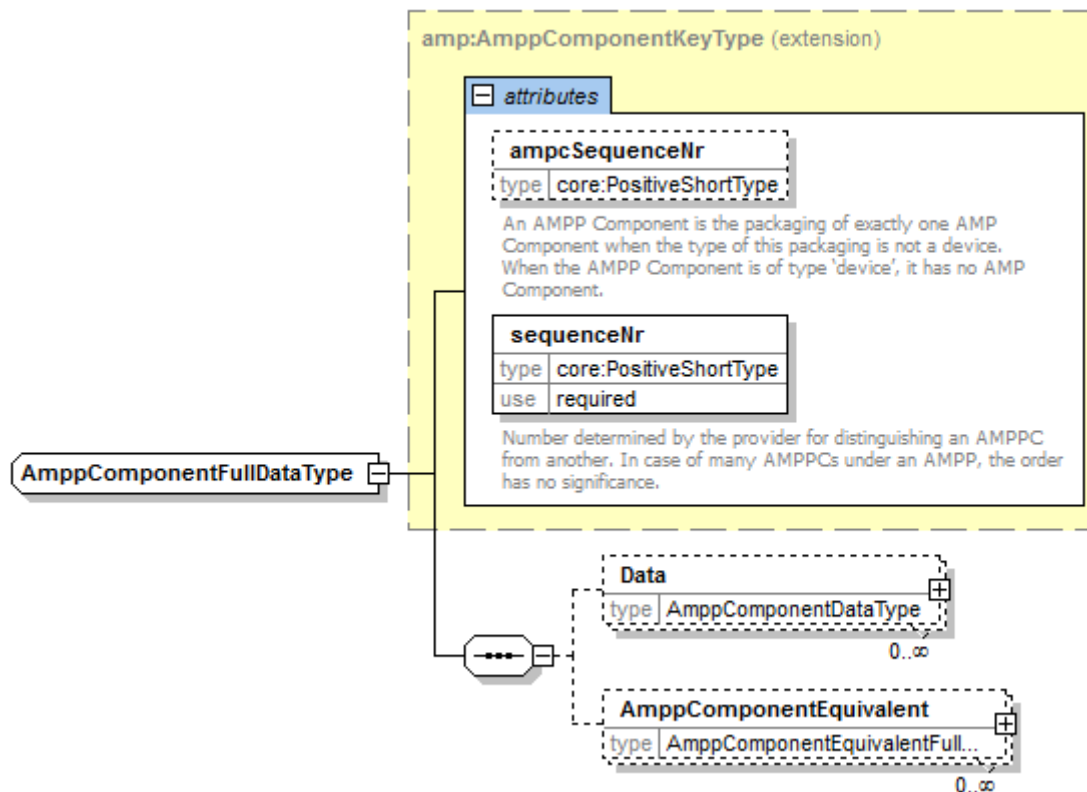 amp:AmppComponentKeyType (extension)
attributes
ampcSequenceNr
type core:PositiveShortType
An AMPP Component is the packaging of exactly one AMP
Component when the type of this packaging is not a device.
When the AMPP Component is of type ‘device’, it has no AMP
Component.
sequenceNr
type core:PositiveShortType
use required
Number determined by the provider for distinguishing an AMPPC
from another. In case of many AMPPCs under an AMPP, the order
has no significance.
AmppComponentFullDataType
Data
type AmppComponentDataType
0..∞
AmppComponentEquivalent
type AmppComponentEquivalentFull...
0..∞